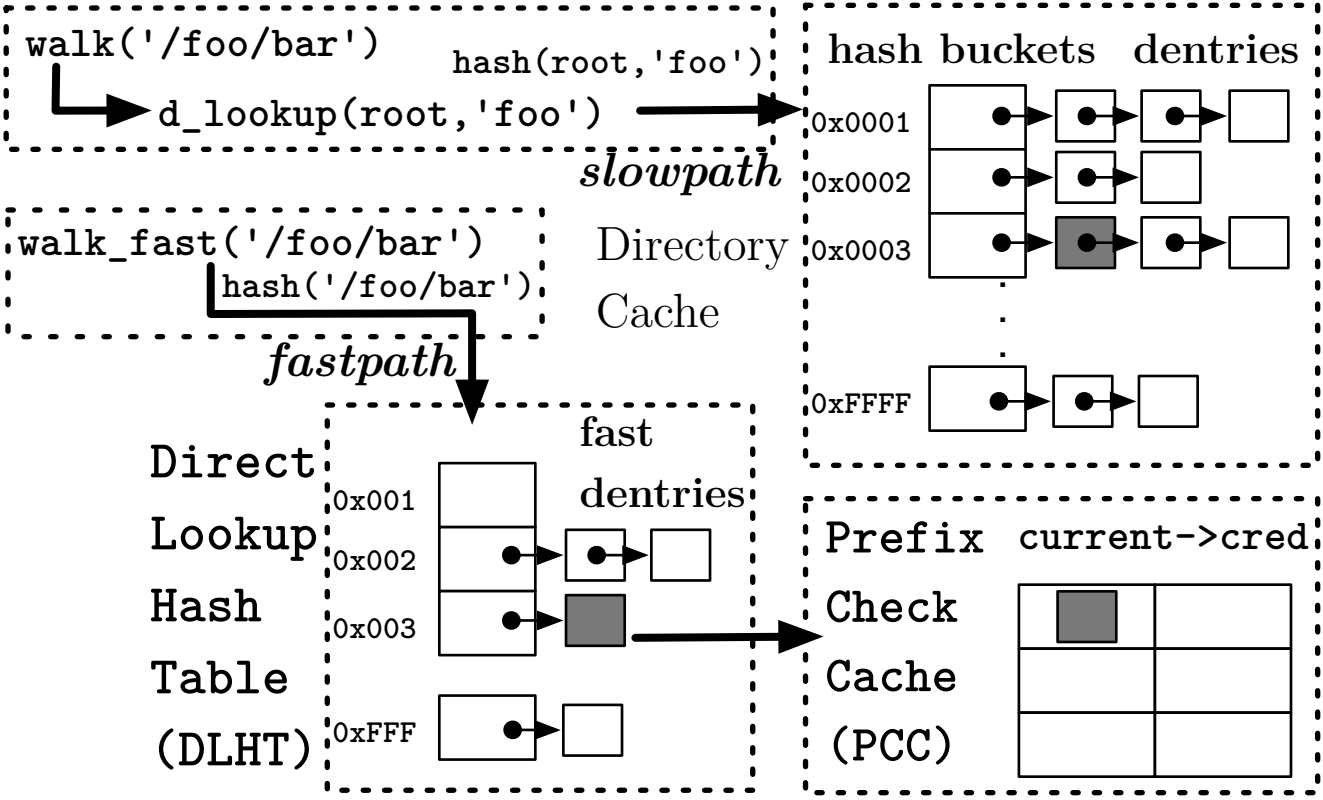 walk('/foo/bar')
hash(root,'foo')
d_lookup(root,'foo')
slowpath
hash buckets dentries
0x0001
0x0002
0x0003
.
.
.
0xFFFF
Directory
Cache
walk_fast('/foo/bar')
hash('/foo/bar')
fastpath
Direct
Lookup
Hash
Table
(DLHT)
fast
dentries
0x001
0x002
0x003
0xFFF
Prefix current->cred
Check
Cache
(PCC)